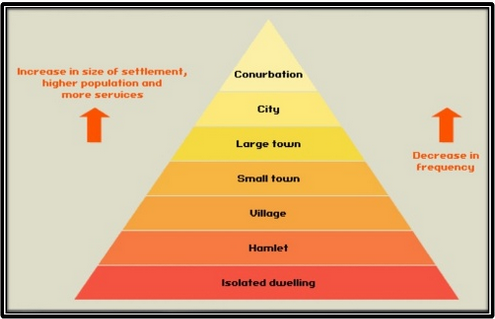 Increase in size of settlement,
higher population and
more services
Conurbation
City
Large town
Small town
Village
Hamlet
Isolated dwelling
Decrease in
frequency